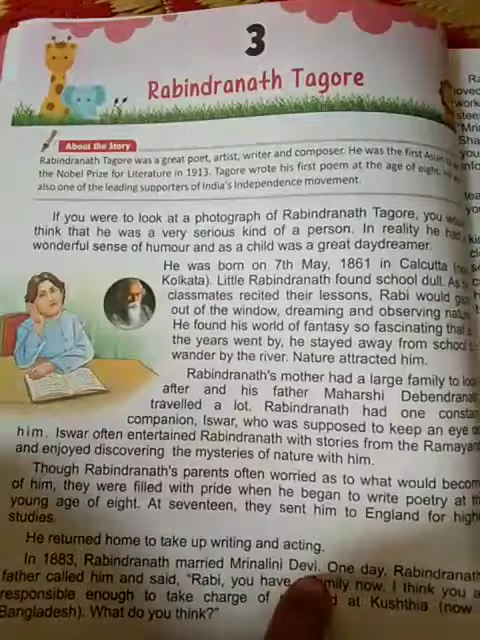 3
Rabindranath Tagore
About the Story
Rabindranath Tagore was a great poet, artist, writer and composer. He was the first
the Nobel Prize for Literature in 1913. Tagore wrote his first poem at the age of
also one of the leading supporters of India's Independence movement.
If you were to look at a photograph of Rabindranath Tagore, you
think that he was a very serious kind of a person. In reality he
wonderful sense of humour and as a child was a great daydreamer.
He was born on 7th May, 1861 in Calcutta
Kolkata). Little Rabindranath found school dull. As
classmates recited their lessons, Rabi would
out of the window, dreaming and observing
He found his world of fantasy so fascinating that
the years went by, he stayed away from school
wander by the river. Nature attracted him.
Rabindranath's mother had a large family to
after and his father Maharshi
travelled a lot. Rabindranath had one
companion, Iswar, who was supposed to keep an eye
him. Iswar often entertained Rabindranath with stories from the
and enjoyed discovering the mysteries of nature with him.
Though Rabindranath's parents often worried as to what would
of him, they were filled with pride when he began to write poetry at
young age of eight. At seventeen, they sent him to England for
studies.
He returned home to take up writing and acting.
In 1883, Rabindranath married Mrinalini Devi. One day,
father called him and said, "Rabi, you have now. I think you
responsible enough to take charge of at Kushthia (now
Bangladesh). What do you think?"